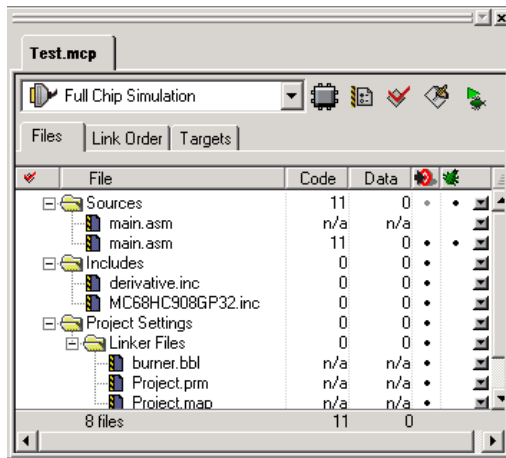 Test.mcp
Full Chip Simulation
Files Link Order Targets
File Code Data
Sources 11 0
main.asm n/a n/a
main.asm 11 0
Includes 0 0
derivative.inc 0 0
MC68HC908GP32.inc 0 0
Project Settings 0 0
Linker Files 0 0
burner.bbl n/a n/a
Project.prm n/a n/a
Project.map n/a n/a
8 files 11 0